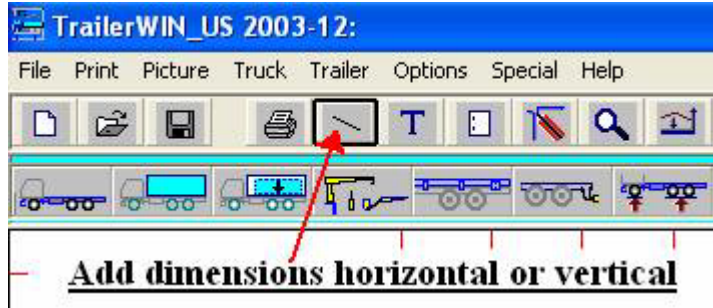 TrailerWIN_US 2003-12:
File Print Picture Truck Trailer Options Special Help
T
Add dimensions horizontal or vertical